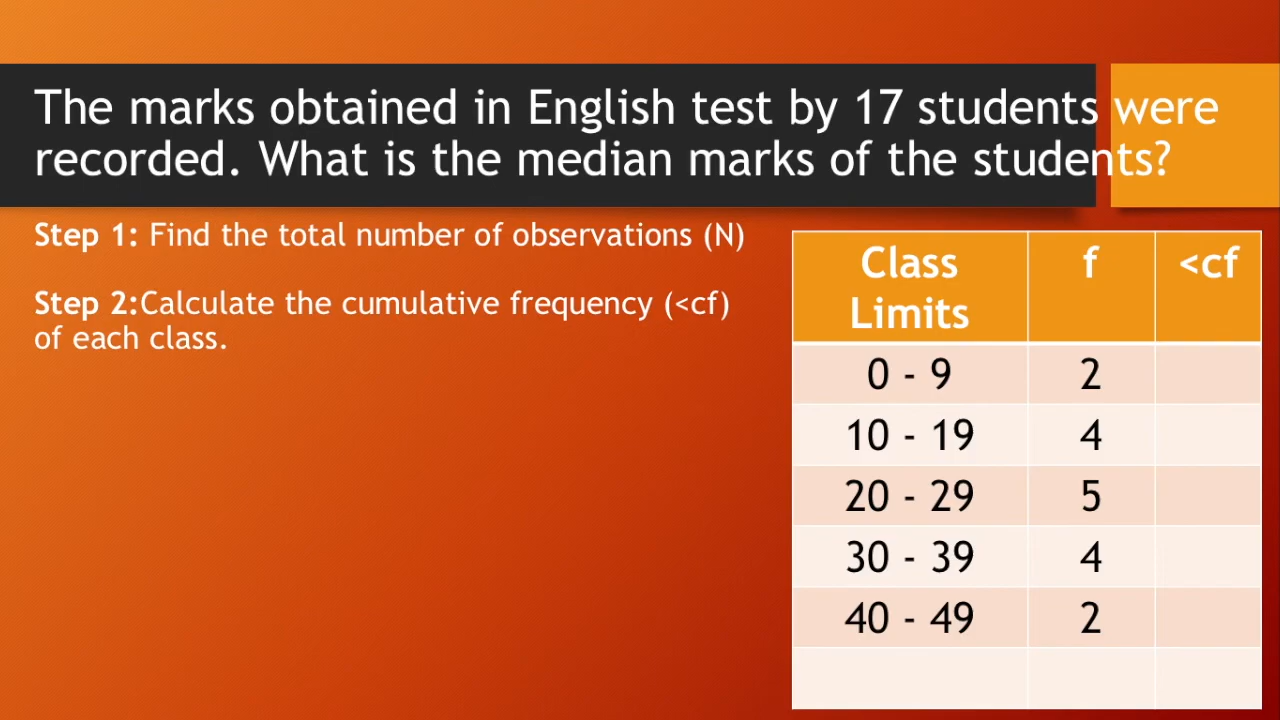 The marks obtained in English test by 17 students were
recorded. What is the median marks of the students?
Step 1: Find the total number of observations (N)
Step 2:Calculate the cumulative frequency (<cf)
of each class.
Class Limits f <cf
0 - 9 2
10 - 19 4
20 - 29 5
30 - 39 4
40 - 49 2